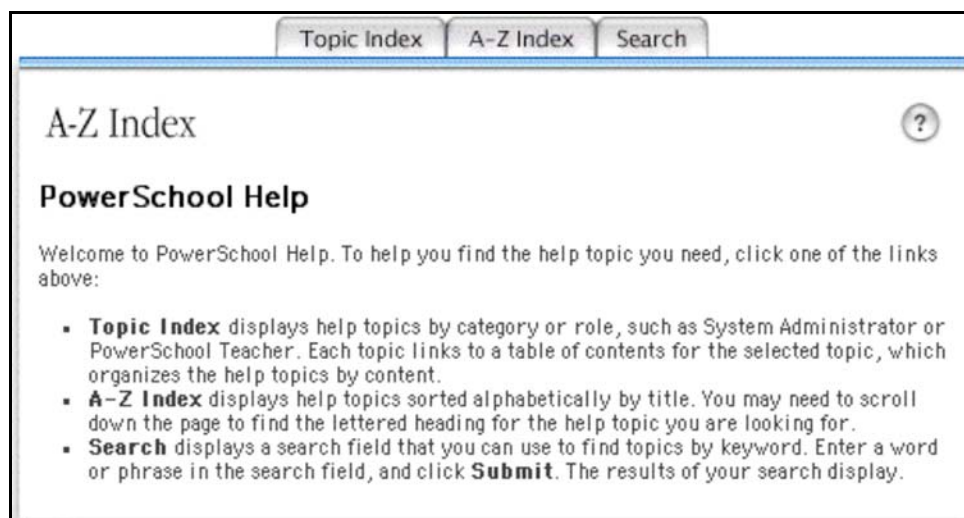 Topic Index A-Z Index Search
A-Z Index ?
PowerSchool Help
Welcome to PowerSchool Help. To help you find the help topic you need, click one of the links
above:
▪ Topic Index displays help topics by category or role, such as System Administrator or
PowerSchool Teacher. Each topic links to a table of contents for the selected topic, which
organizes the help topics by content.
▪ A-Z Index displays help topics sorted alphabetically by title. You may need to scroll
down the page to find the lettered heading for the help topic you are looking for.
▪ Search displays a search field that you can use to find topics by keyword. Enter a word
or phrase in the search field, and click Submit. The results of your search display.